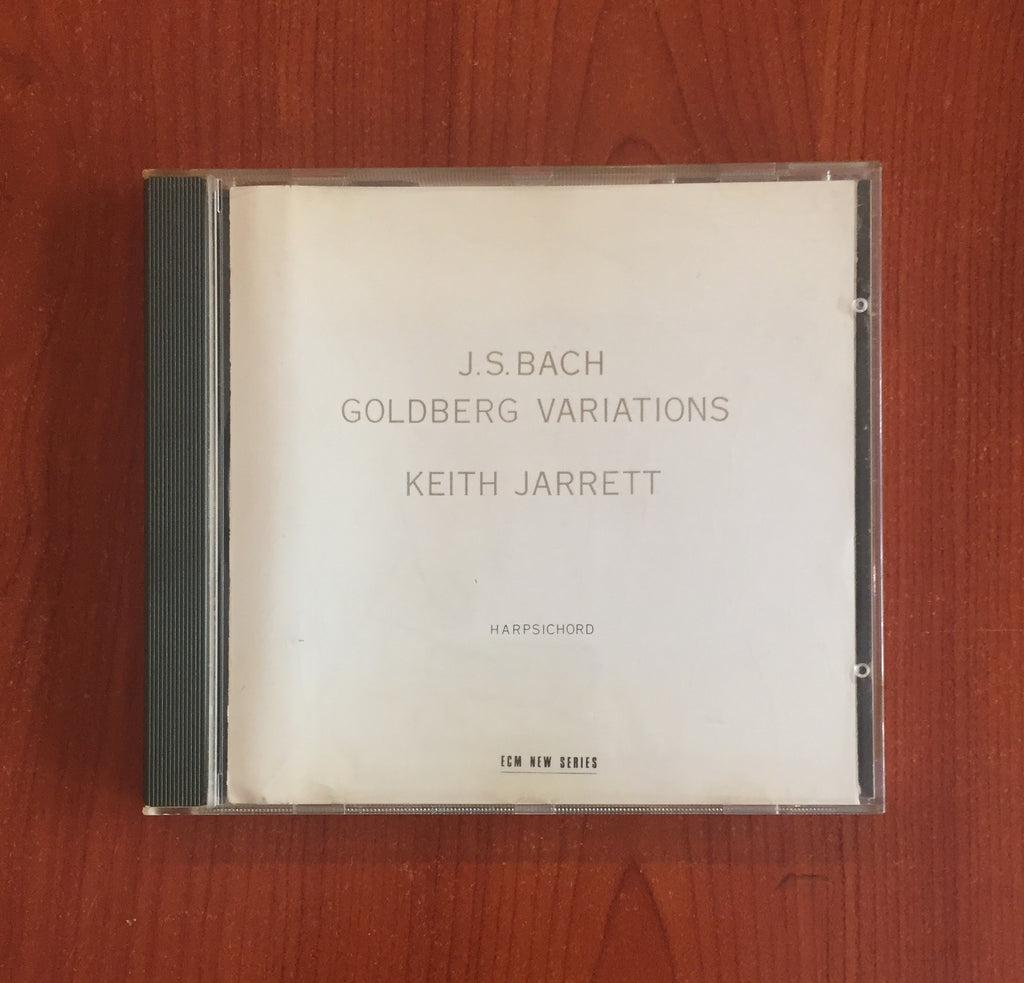 J.S. BACH
GOLDBERG VARIATIONS
KEITH JARRETT
HARPSICHORD
ECM NEW SERIES